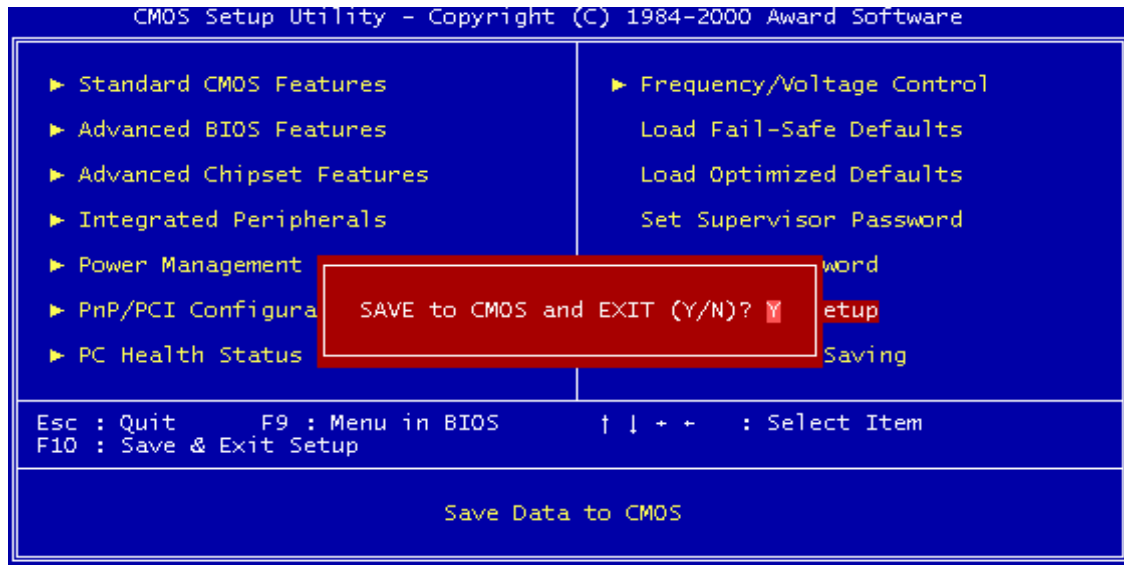 CMOS Setup Utility – Copyright (C) 1984–2000 Award Software
► Standard CMOS Features
► Advanced BIOS Features
► Advanced Chipset Features
► Integrated Peripherals
► Power Management
► PnP/PCI Configura
► PC Health Status
► Frequency/Voltage Control
Load Fail-Safe Defaults
Load Optimized Defaults
Set Supervisor Password
word
etup
Saving
SAVE to CMOS and EXIT (Y/N)? Y
Esc : Quit F9 : Menu in BIOS ↑ ↓ → ← : Select Item
F10 : Save & Exit Setup
Save Data to CMOS